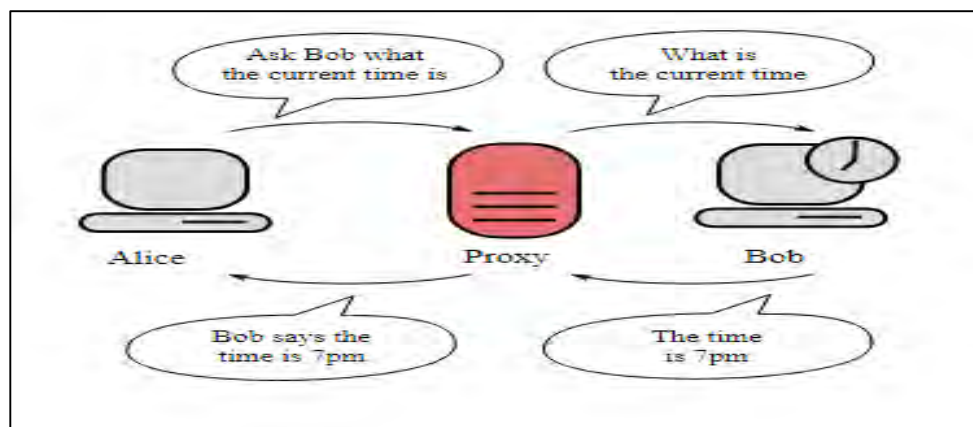 Ask Bob what
the current time is
What is
the current time
Alice
Proxy
Bob
Bob says the
time is 7pm
The time
is 7pm